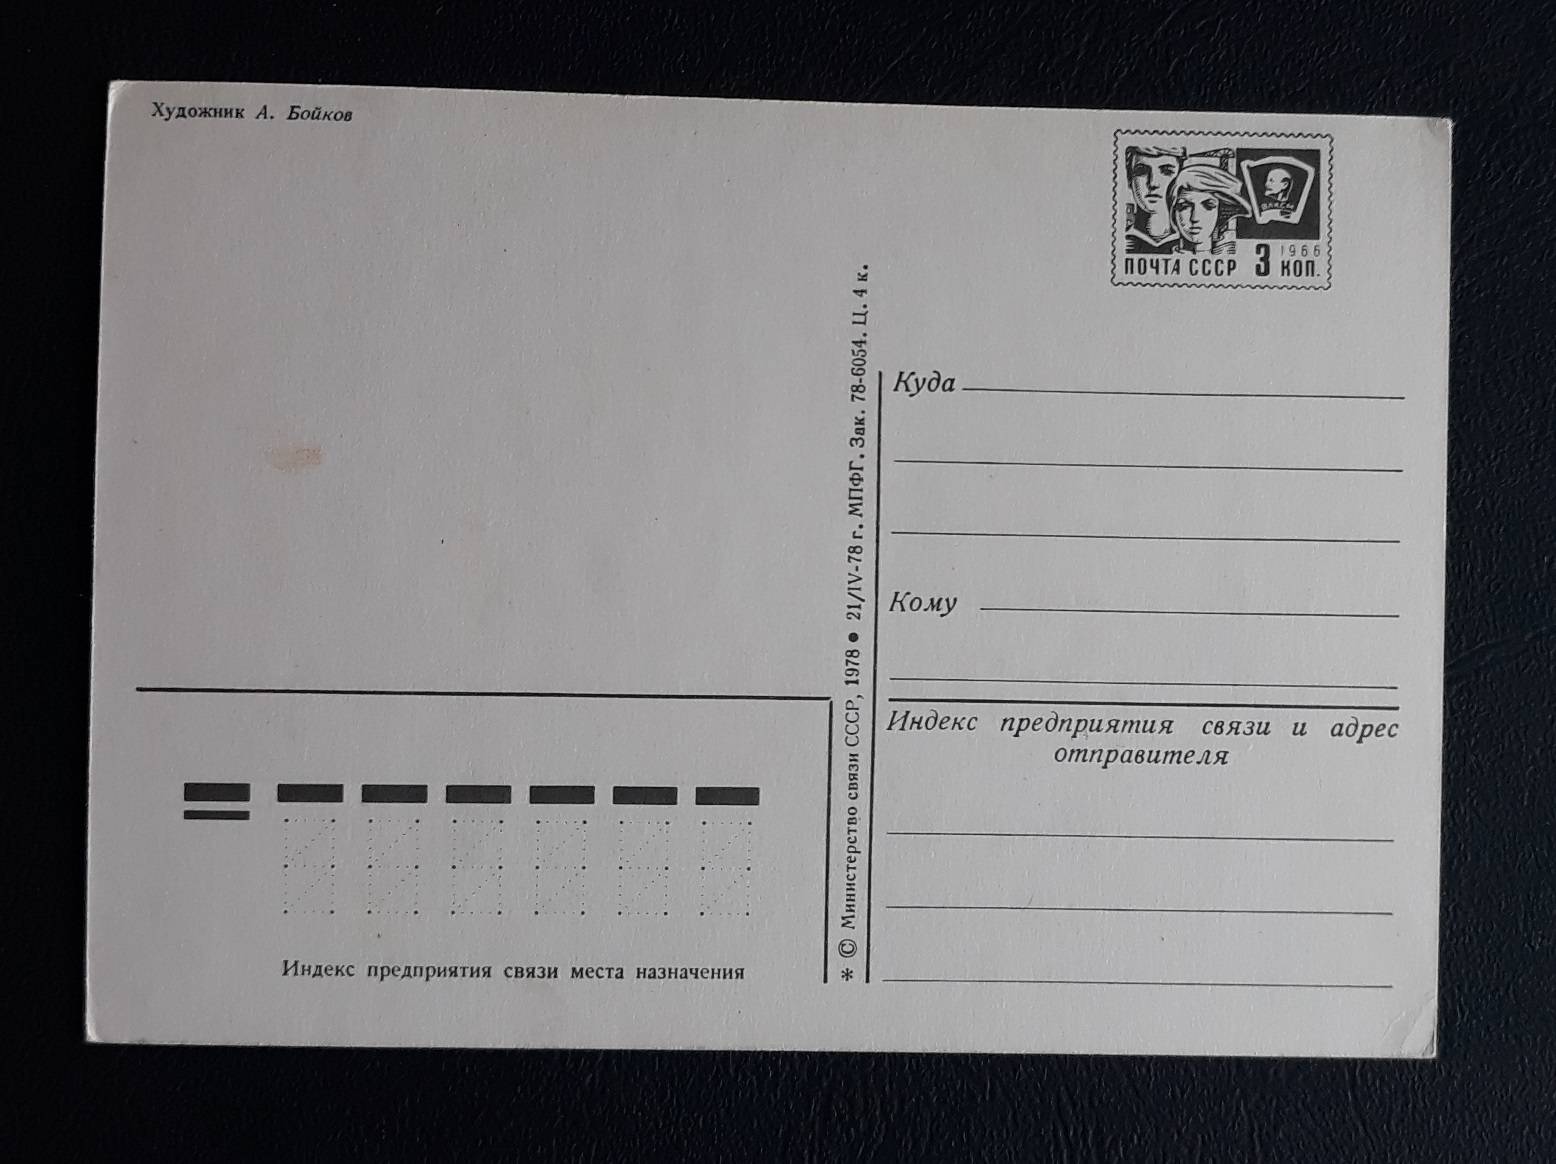 Художник А. Бойков
ВЛКСМ
1966
ПОЧТА СССР 3 КОП.
* © Министерство связи СССР, 1978 ● 21/IV-78 г. МПФГ. Зак. 78-6054. Ц. 4 к.
Куда
Кому
Индекс предприятия связи и адрес
отправителя
Индекс предприятия связи места назначения